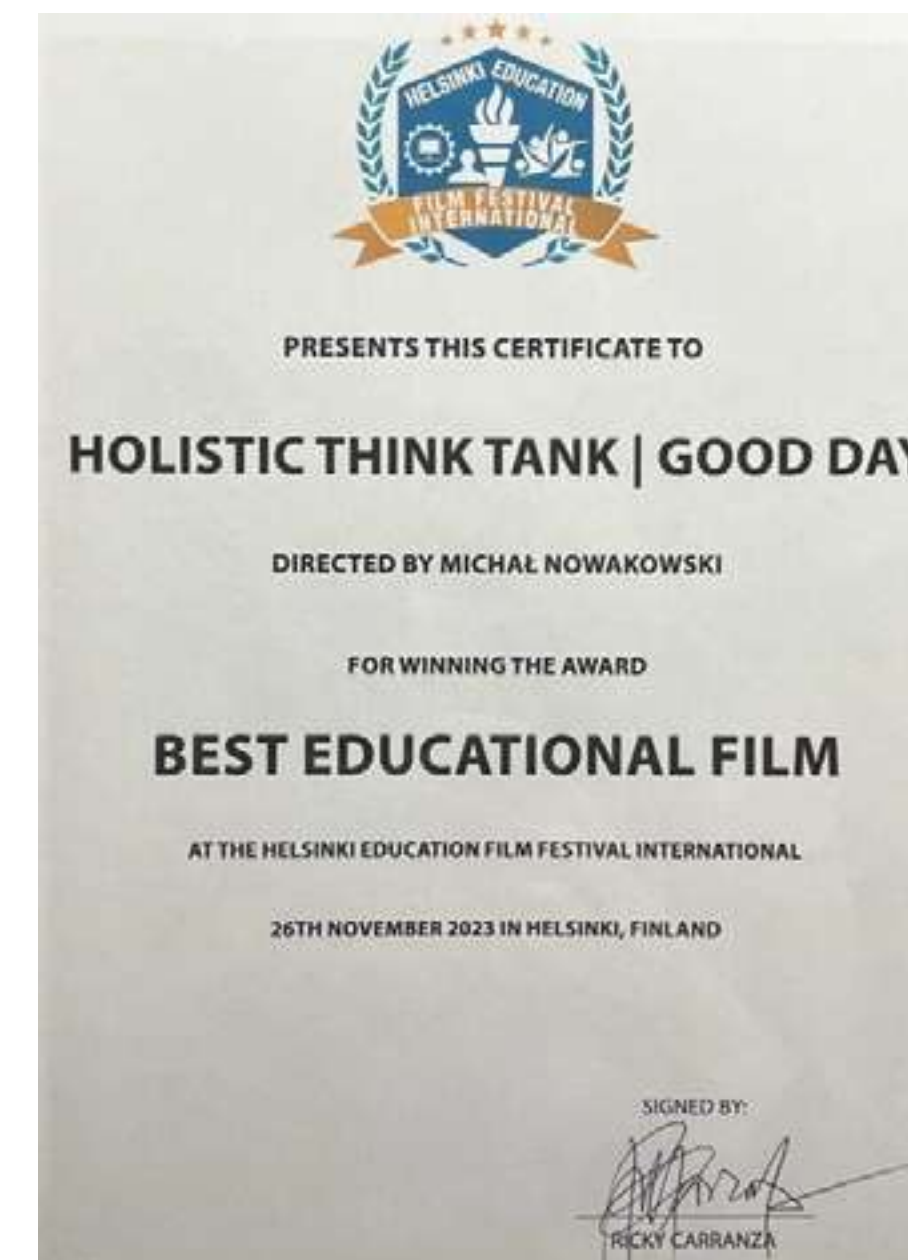 HELSINKI EDUCATION
FILM FESTIVAL
INTERNATIONAL
PRESENTS THIS CERTIFICATE TO
HOLISTIC THINK TANK | GOOD DAY
DIRECTED BY MICHAŁ NOWAKOWSKI
FOR WINNING THE AWARD
BEST EDUCATIONAL FILM
AT THE HELSINKI EDUCATION FILM FESTIVAL INTERNATIONAL
26TH NOVEMBER 2023 IN HELSINKI, FINLAND
SIGNED BY:
RICKY CARRANZA